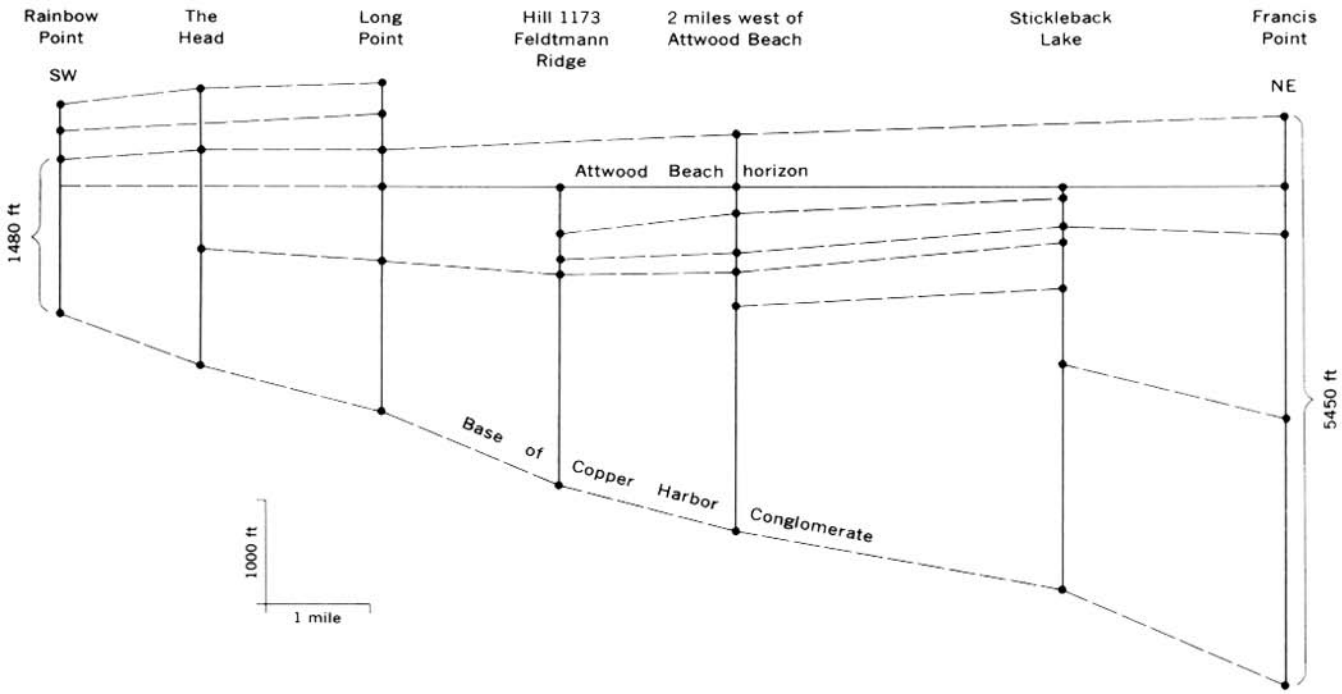 Rainbow
Point
The
Head
Long
Point
Hill 1173
Feldtmann
Ridge
2 miles west of
Attwood Beach
Stickleback
Lake
Francis
Point
SW
NE
Attwood Beach horizon
1480 ft
5450 ft
Base of Copper Harbor Conglomerate
1000 ft
1 mile